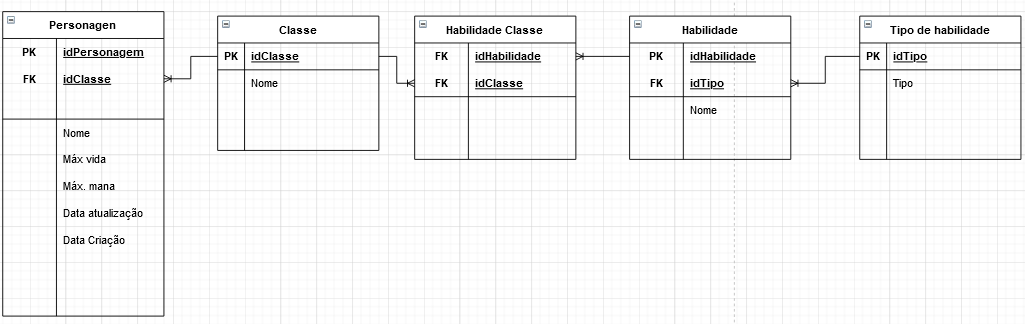 Personagen
PK idPersonagem
FK idClasse
Nome
Máx vida
Máx. mana
Data atualização
Data Criação
Classe
PK idClasse
Nome
Habilidade Classe
FK idHabilidade
FK idClasse
Habilidade
PK idHabilidade
FK idTipo
Nome
Tipo de habilidade
PK idTipo
Tipo